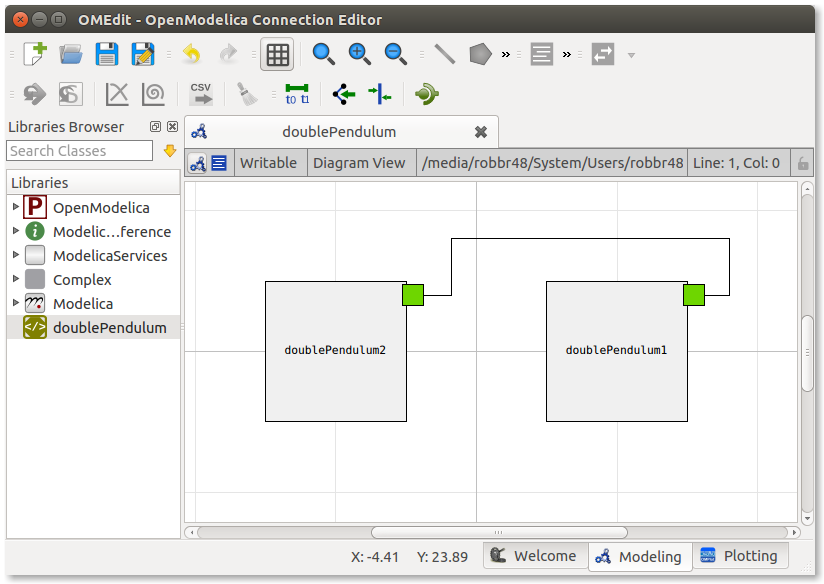 OMEdit - OpenModelica Connection Editor
CSV
to t1
Libraries Browser
doublePendulum
Search Classes
Writable
Diagram View
/media/robbr48/System/Users/robbr48
Line: 1, Col: 0
Libraries
P OpenModelica
i Modelic...ference
ModelicaServices
Complex
Modelica
</> doublePendulum
doublePendulum2
doublePendulum1
X: -4.41
Y: 23.89
Welcome
Modeling
Plotting